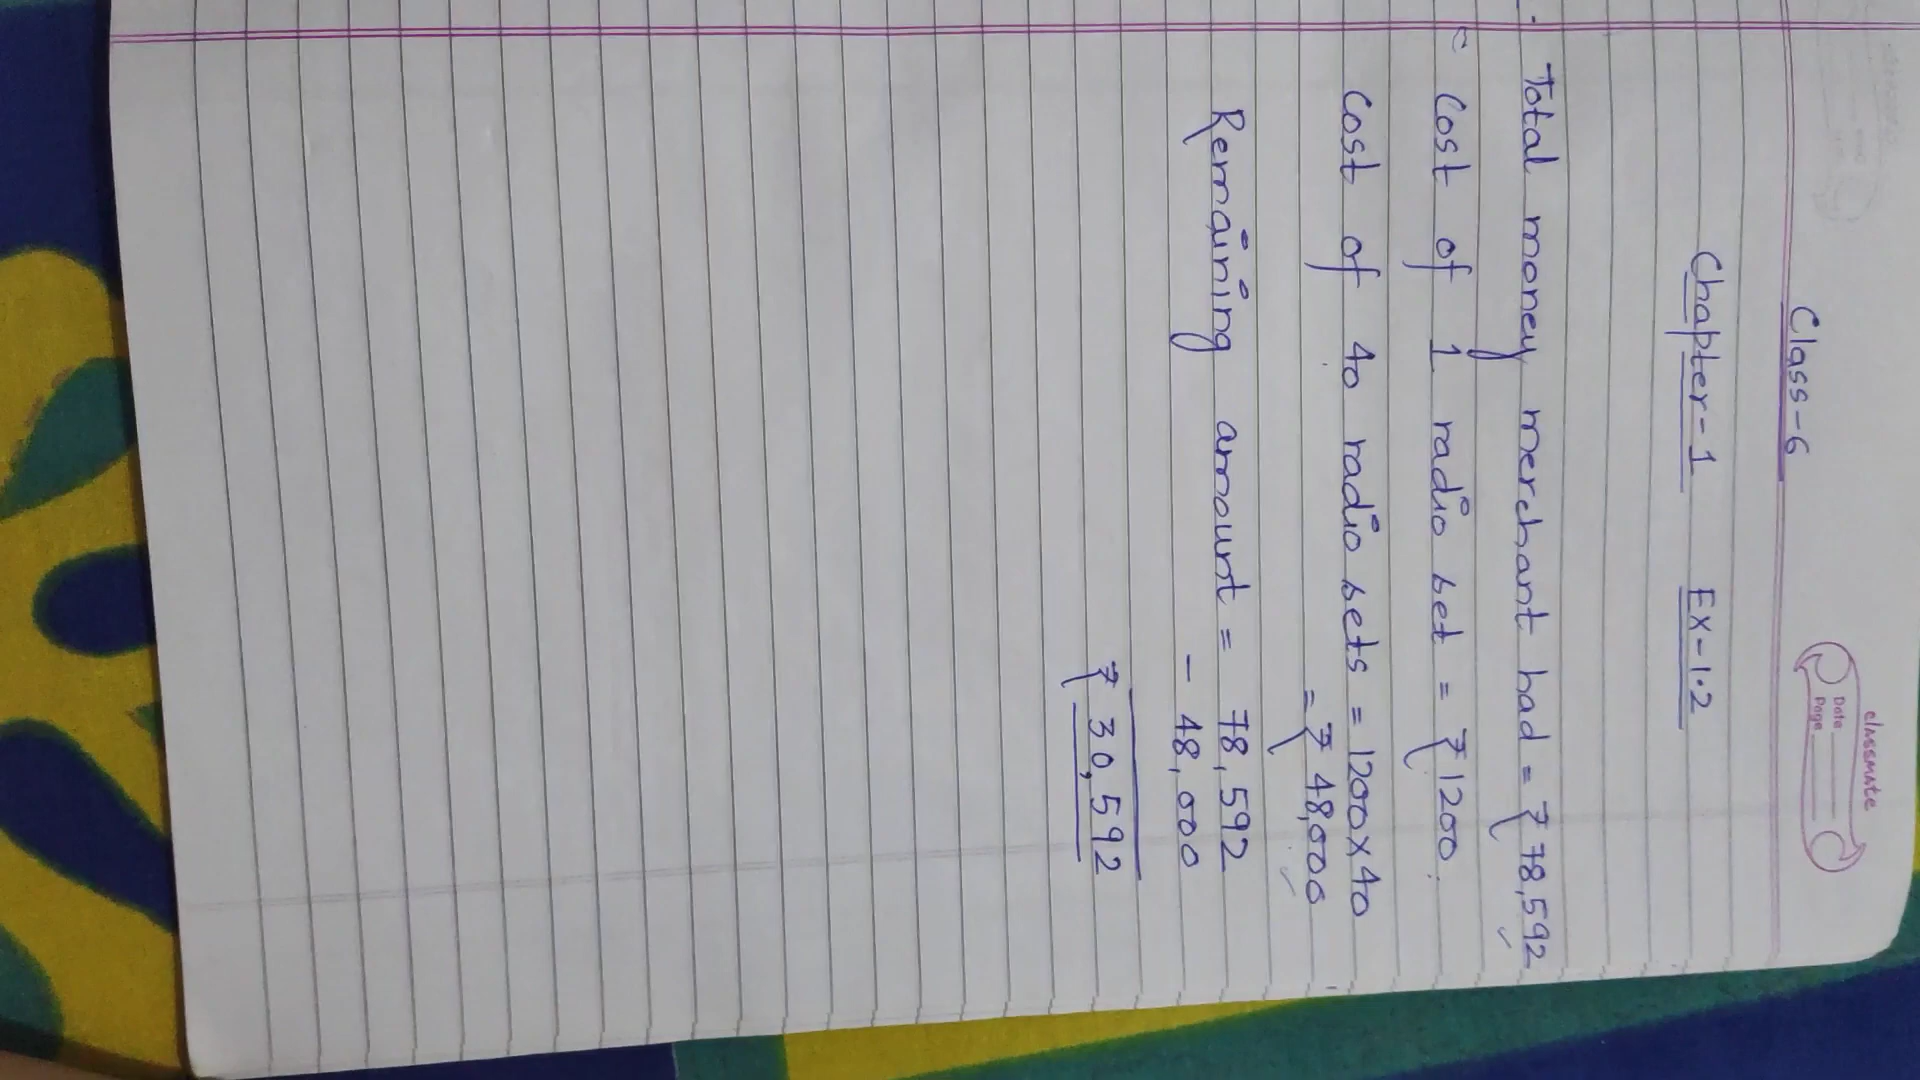 classmate
Date
Page
Class-6
Chapter-1 Ex-1.2
Total money merchant had = ₹ 78,592
Cost of 1 radio set = ₹ 1200.
Cost of 40 radio sets = 1200 x 40
= ₹ 48,000
Remaining amount = 78,592
- 48,000
₹ 30,592